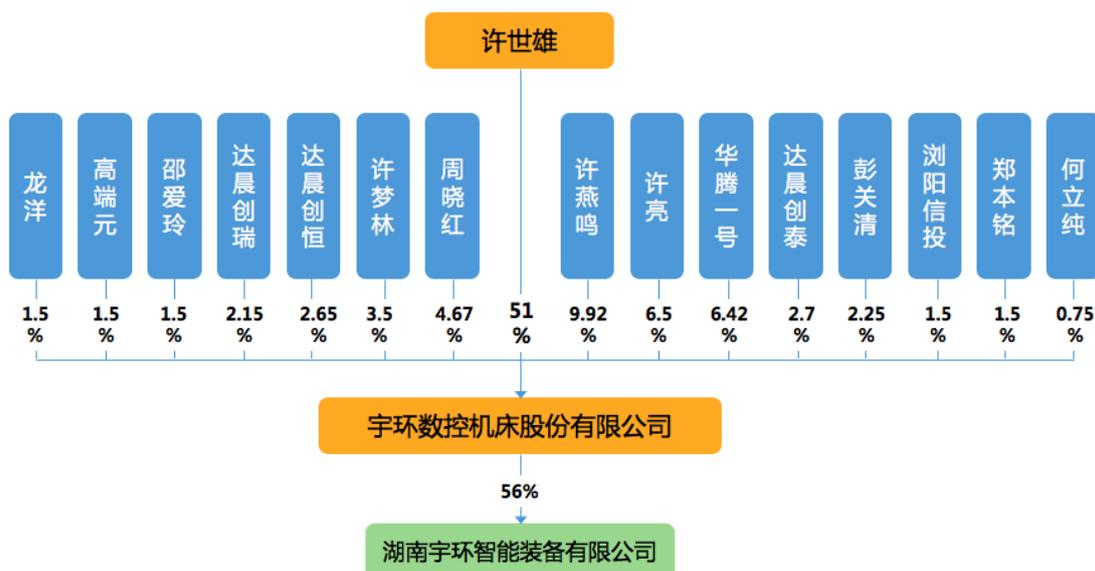 许世雄
龙洋
高端元
邵爱玲
达晨创瑞
达晨创恒
许梦林
周晓红
许燕鸣
许亮
华腾一号
达晨创泰
彭关清
浏阳信投
郑本铭
何立纯
1.5%
1.5%
1.5%
2.15%
2.65%
3.5%
4.67%
51%
9.92%
6.5%
6.42%
2.7%
2.25%
1.5%
1.5%
0.75%
宇环数控机床股份有限公司
56%
湖南宇环智能装备有限公司